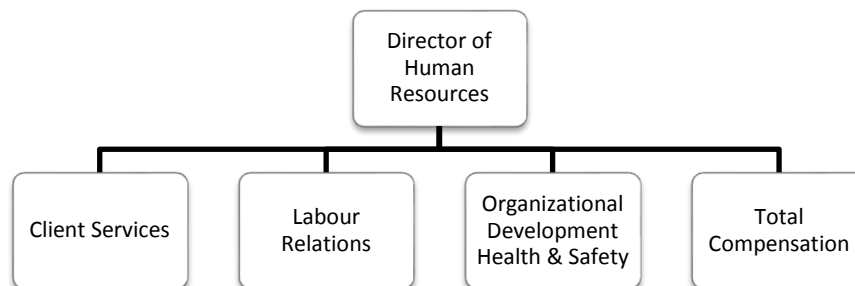 Director of
Human
Resources
Client Services
Labour
Relations
Organizational
Development
Health & Safety
Total
Compensation